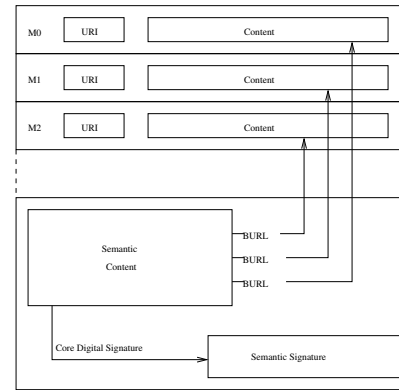 M0 URI Content
M1 URI Content
M2 URI Content
BURL
Semantic
Content
BURL
BURL
Core Digital Signature
Semantic Signature